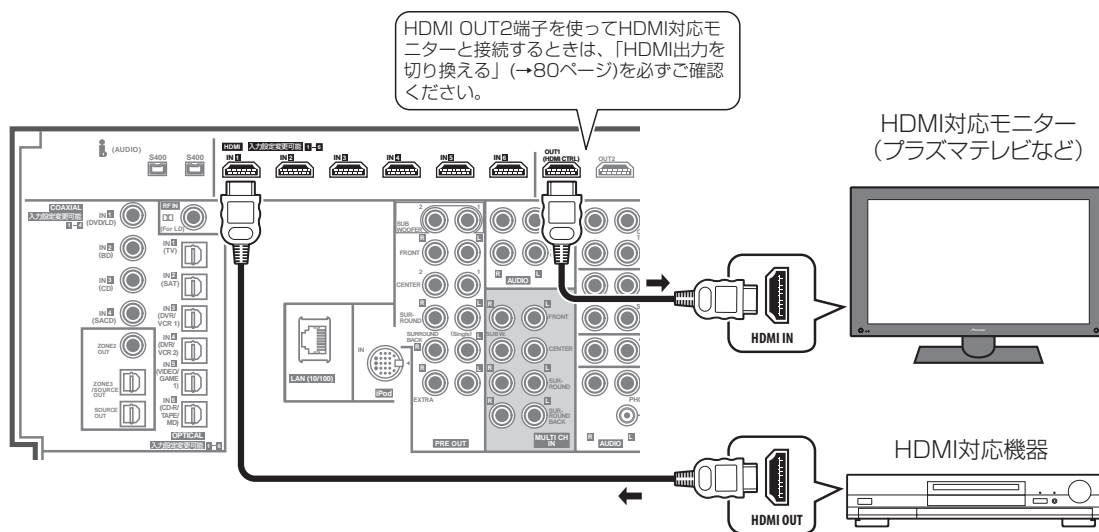 HDMI OUT2端子を使ってHDMI対応モ
ニターと接続するときは、「HDMI出力を
切り換える」(→80ページ)を必ずご確認
ください。
HDMI対応モニター
（プラズマテレビなど）
(AUDIO)
S400
S400
HDMI 入力設定変更可能 1-6
IN 1
IN 2
IN 3
IN 4
IN 5
IN 6
OUT1
(HDMI CTRL)
OUT2
COAXIAL
入力設定変更可能
1-4
IN 1
(DVD/LD)
IN 2
(BD)
IN 3
(CD)
IN 4
(SACD)
ZONE2
OUT
ZONE3
/SOURCE
OUT
SOURCE
OUT
RF IN
(For LD)
IN 1
(TV)
IN 2
(SAT)
IN 3
(DVR/
VCR 1)
IN 4
(DVR/
VCR 2)
IN 5
(VIDEO/
GAME
1)
IN 6
(CD-R/
TAPE/
MD)
OPTICAL
入力設定変更可能 1-6
LAN (10/100)
IN
iPod
2
1
SUB
WOOFER
R
L
FRONT
2
1
CENTER
R
L
SUR-
ROUND
SURROUND
BACK
(Single)
R
L
R
L
EXTRA
PRE OUT
R
L
AUDIO
R
L
FRONT
SUB W.
CENTER
R
L
SUR-
ROUND
R
L
SUR-
ROUND
BACK
MULTI CH
IN
R
L
AUDIO
PHO
HDMI IN
Pioneer
HDMI対応機器
HDMI OUT